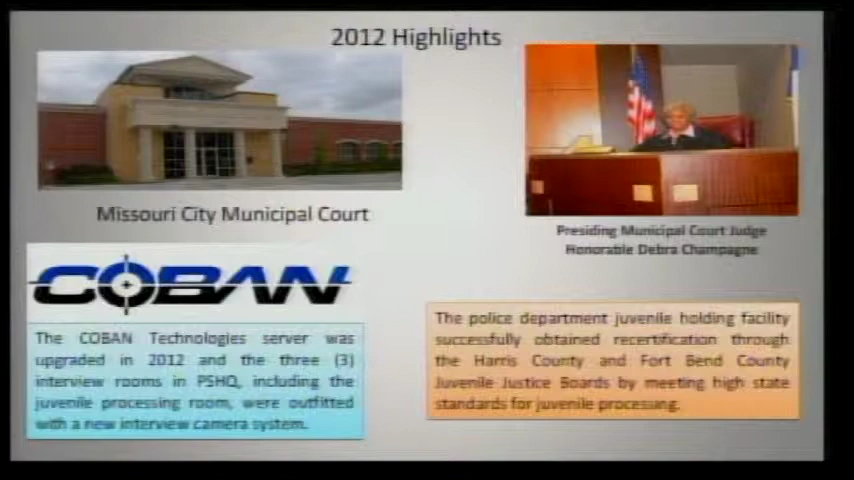 2012 Highlights
Missouri City Municipal Court
Presiding Municipal Court Judge
Honorable Debra Champagne
COBAN
The COBAN Technologies server was
upgraded in 2012 and the three (3)
interview rooms in PSHQ, including the
juvenile processing room, were outfitted
with a new interview camera system.
The police department juvenile holding facility
successfully obtained recertification through
the Harris County and Fort Bend County
Juvenile Justice Boards by meeting high state
standards for juvenile processing.